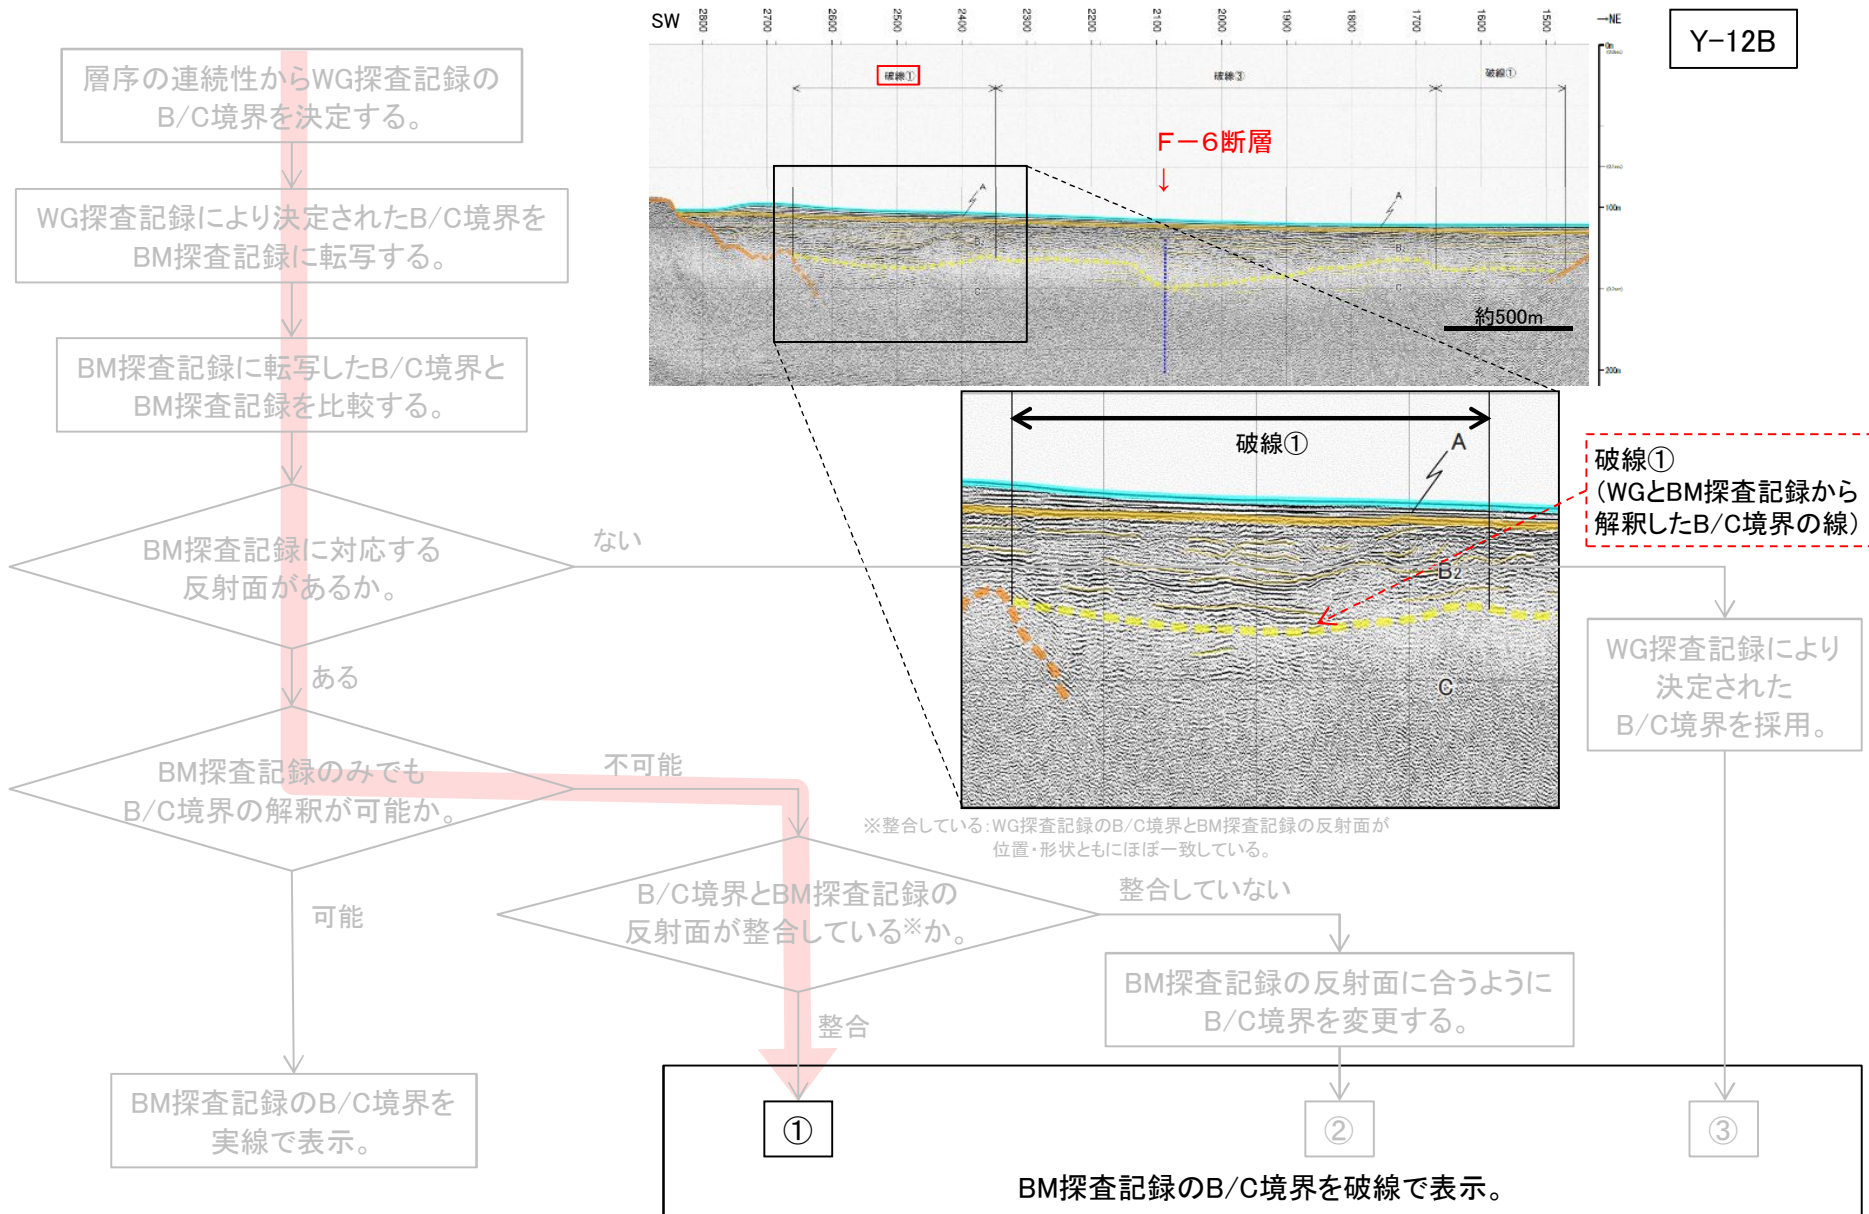 SW
2800
2700
2600
2500
2400
2300
2200
2100
2000
1900
1800
1700
1600
1500
→NE
Y-12B
0m
破線①
破線③
破線①
F-6断層
A
A
B₂
B₂
C
C
100m
200m
約500m
破線①
A
B₂
C
破線①
(WGとBM探査記録から
解釈したB/C境界の線)
層序の連続性からWG探査記録の
B/C境界を決定する。
WG探査記録により決定されたB/C境界を
BM探査記録に転写する。
BM探査記録に転写したB/C境界と
BM探査記録を比較する。
BM探査記録に対応する
反射面があるか。
ない
ある
WG探査記録により
決定された
B/C境界を採用。
BM探査記録のみでも
B/C境界の解釈が可能か。
不可能
可能
※整合している:WG探査記録のB/C境界とBM探査記録の反射面が
位置・形状ともにほぼ一致している。
B/C境界とBM探査記録の
反射面が整合している※か。
整合していない
整合
BM探査記録の反射面に合うように
B/C境界を変更する。
BM探査記録のB/C境界を
実線で表示。
①
②
③
BM探査記録のB/C境界を破線で表示。